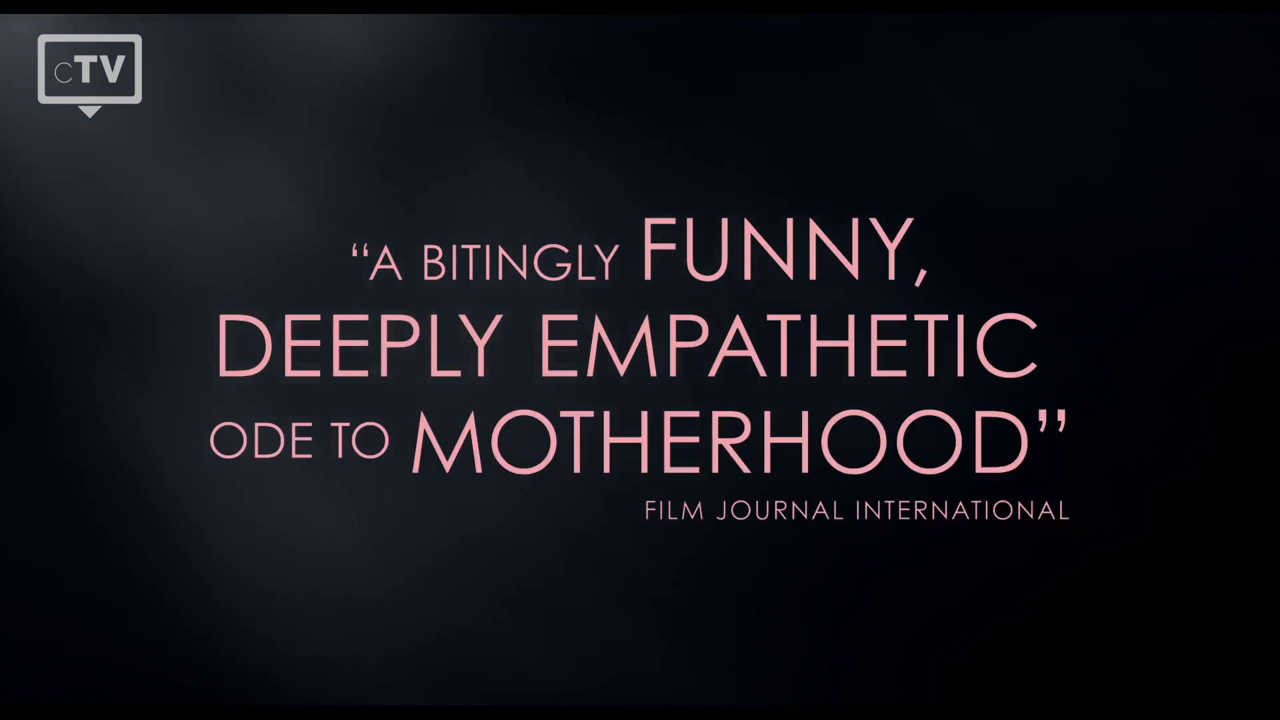 cTV
“A BITINGLY FUNNY,
DEEPLY EMPATHETIC
ODE TO MOTHERHOOD”
FILM JOURNAL INTERNATIONAL